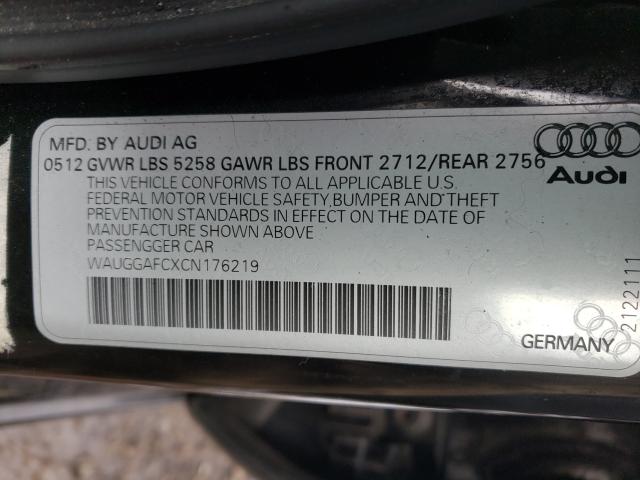 MFD. BY AUDI AG
0512 GVWR LBS 5258 GAWR LBS FRONT 2712/REAR 2756
THIS VEHICLE CONFORMS TO ALL APPLICABLE U.S.
FEDERAL MOTOR VEHICLE SAFETY,BUMPER AND THEFT
PREVENTION STANDARDS IN EFFECT ON THE DATE OF
MANUFACTURE SHOWN ABOVE
PASSENGGER CAR
WAUGGAFCXCN176219
Audi
2122111
GERMANY